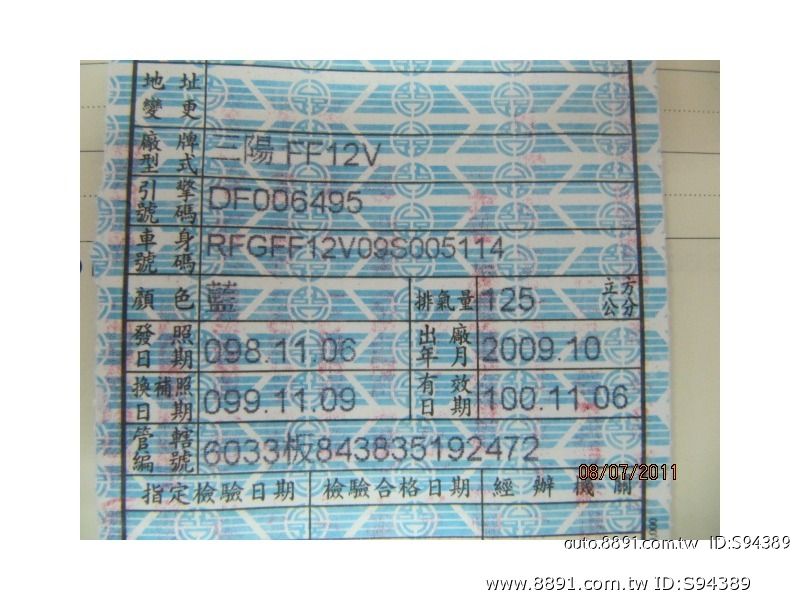 地址
變更
廠牌 三陽 FF12V
型式
引擎 DF006495
號碼
車身 RFGFF12V09S005114
號碼
顏色 藍 排氣量 125 立方公分
發照 098.11.06 出廠 2009.10
日期 年月
換補照 099.11.09 有效 100.11.06
日期 日期
管轄 6033板843835192472
編號
08/07/2011
指定檢驗日期 檢驗合格日期 經辦機關
auto.8891.com.tw ID:S94389
www.8891.com.tw ID:S94389